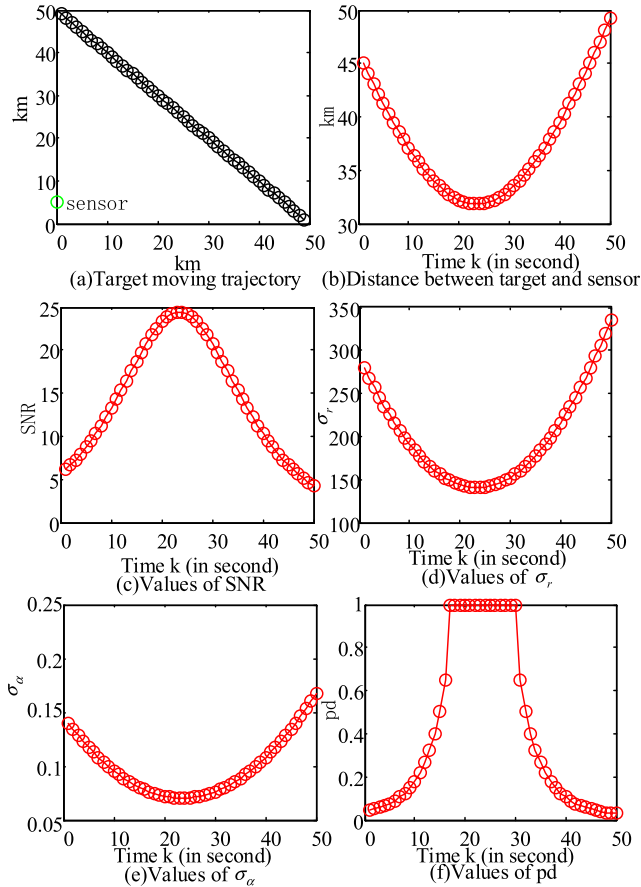 50
40
30
20
10
0
km
sensor
0 10 20 30 40 50
km
(a)Target moving trajectory
50
45
40
35
30
km
0 10 20 30 40 50
Time k (in second)
(b)Distance between target and sensor
25
20
15
10
5
0
SNR
0 10 20 30 40 50
Time k (in second)
(c)Values of SNR
350
300
250
200
150
100
σr
0 10 20 30 40 50
Time k (in second)
(d)Values of σr
0.25
0.2
0.15
0.1
0.05
σα
0 10 20 30 40 50
Time k (in second)
(e)Values of σα
1
0.8
0.6
0.4
0.2
0
pd
0 10 20 30 40 50
Time k (in second)
(f)Values of pd